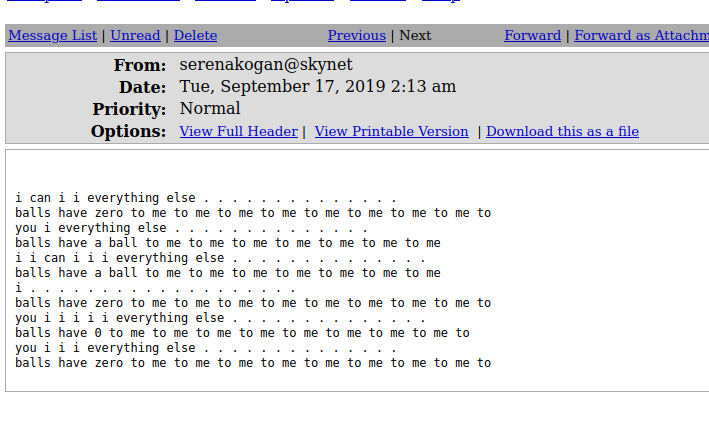 Message List | Unread | Delete Previous | Next Forward | Forward as Attachm
From: serenakogan@skynet
Date: Tue, September 17, 2019 2:13 am
Priority: Normal
Options: View Full Header | View Printable Version | Download this as a file
i can i i everything else . . . . . . . . . . . . . .
balls have zero to me to me to me to me to me to me to me to me to
you i everything else . . . . . . . . . . . . . .
balls have a ball to me to me to me to me to me to me to me
i i can i i i everything else . . . . . . . . . . . . . .
balls have a ball to me to me to me to me to me to me to me
i . . . . . . . . . . . . . . . . . . .
balls have zero to me to me to me to me to me to me to me to me to
you i i i i i everything else . . . . . . . . . . . . . .
balls have 0 to me to me to me to me to me to me to me to me to
you i i i everything else . . . . . . . . . . . . . .
balls have zero to me to me to me to me to me to me to me to me to